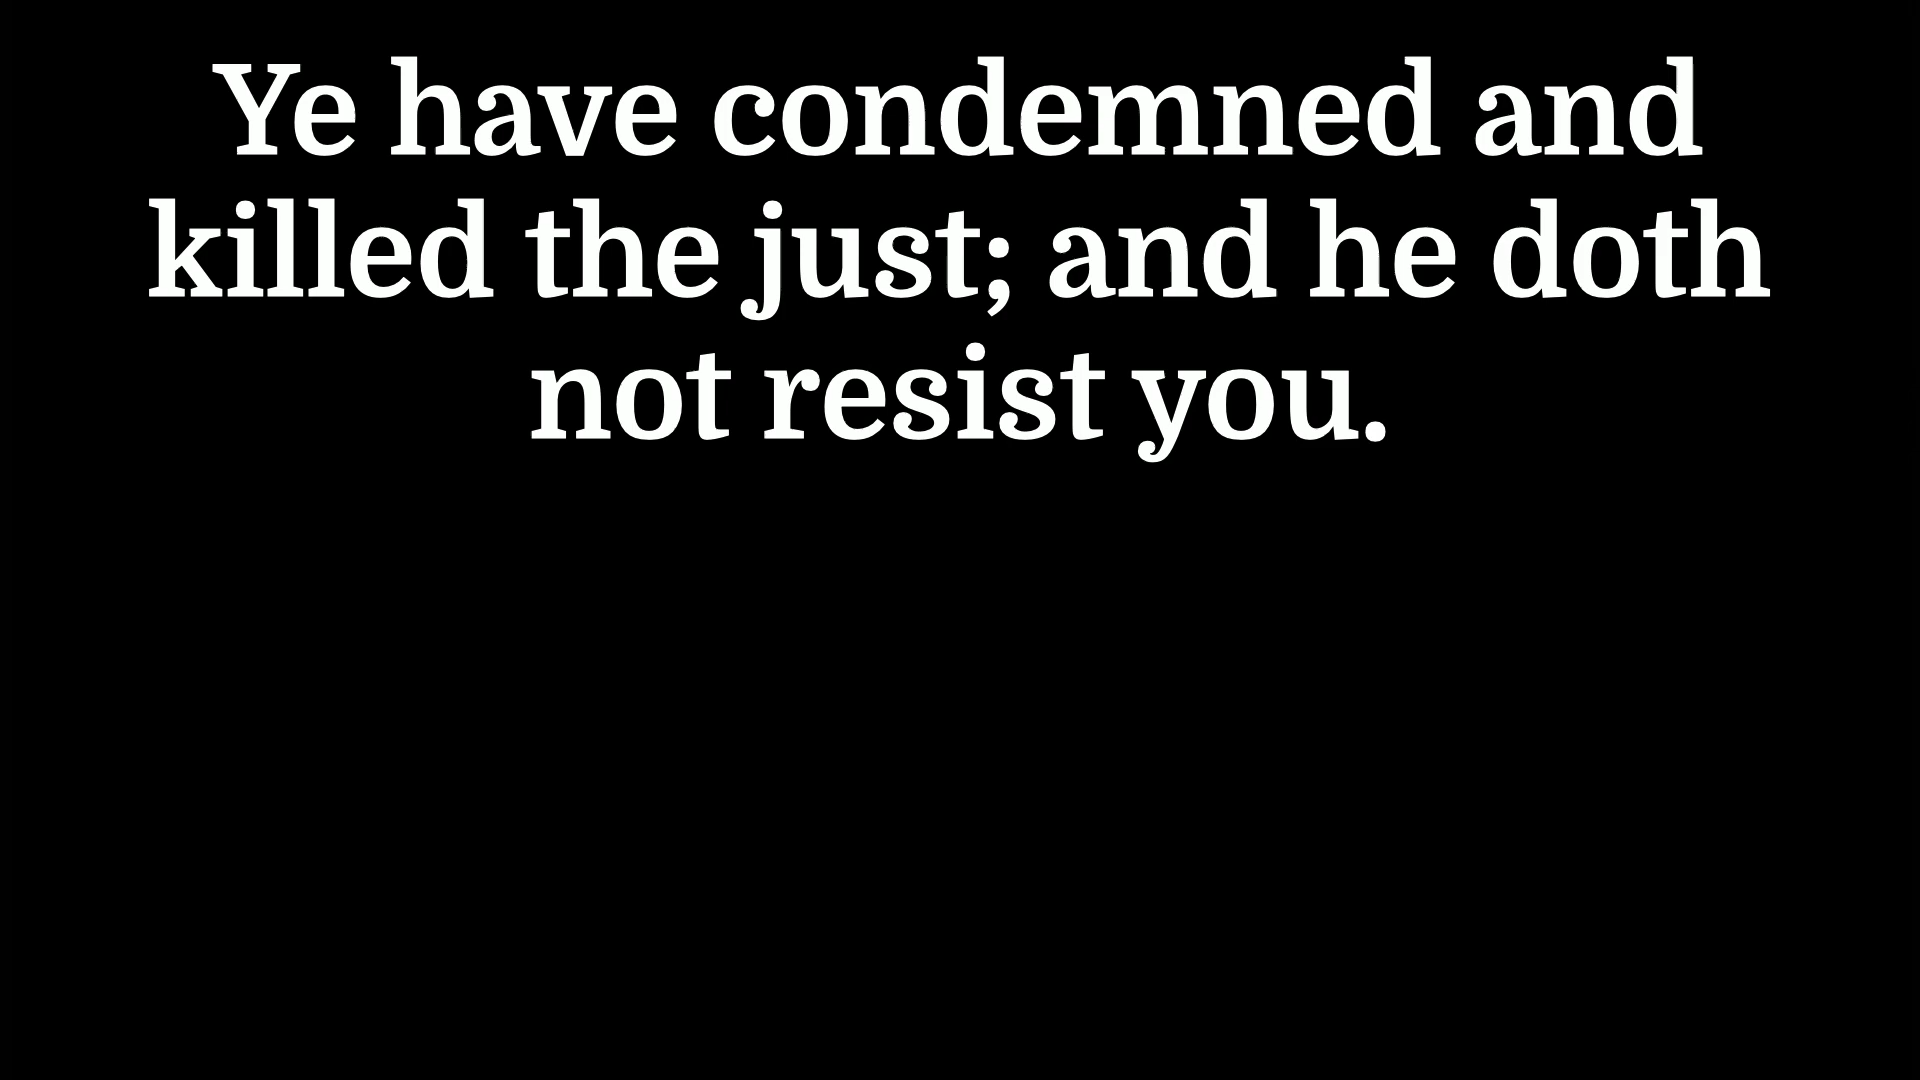 Ye have condemned and
killed the just; and he doth
not resist you.